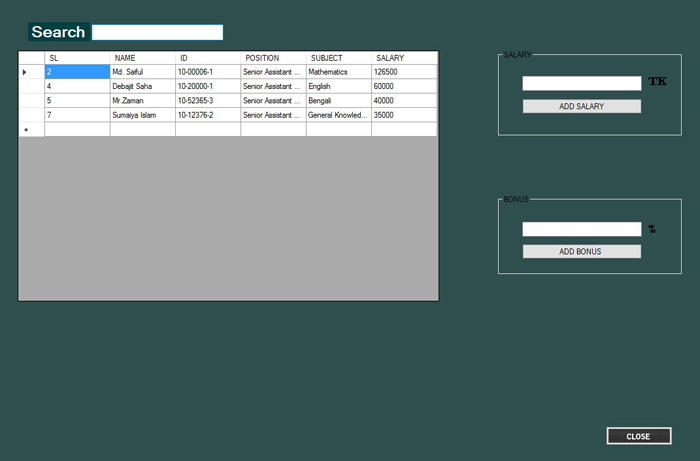 Search
SL NAME ID POSITION SUBJECT SALARY
2 Md. Saiful 10-00006-1 Senior Assistant ... Mathematics 126500
4 Debajit Saha 10-20000-1 Senior Assistant ... English 60000
5 Mr.Zaman 10-52365-3 Senior Assistant ... Bengali 40000
7 Sumaiya Islam 10-12376-2 Senior Assistant ... General Knowled... 35000
SALARY
TK
ADD SALARY
BONUS
%
ADD BONUS
CLOSE